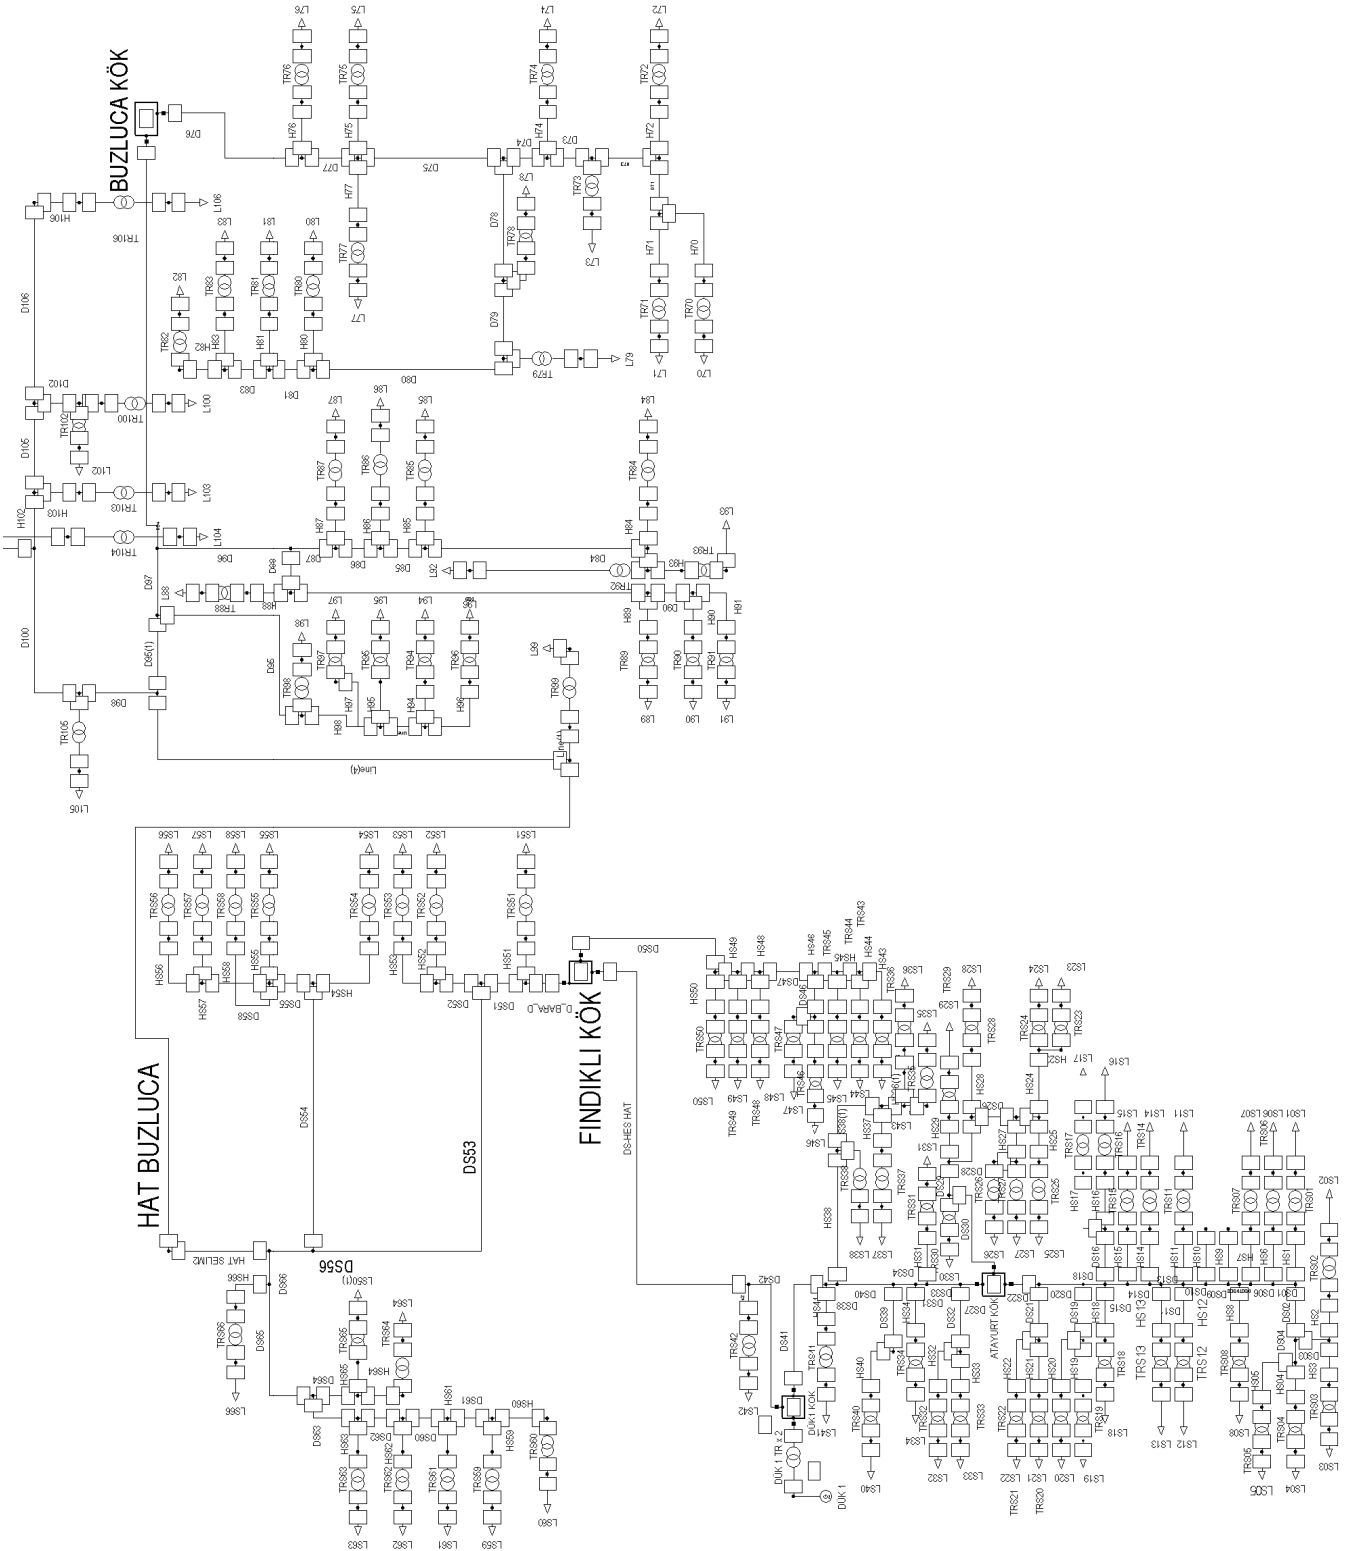 L76
L75
L74
L72
TR76
TR75
TR74
TR72
BUZLUCA KÖK
D76
H76
H75
H74
H72
D77
D75
D74
D73
H77
TR73
L73
TR77
L77
D78
L78
TR78
D79
TR79
L79
H71
H70
TR71
TR70
L71
L70
H106
L106
TR106
D106
L83
L81
L80
L82
TR83
TR81
TR80
TR82
H82
H83
H81
H80
D83
D81
D80
D102
TR102
TR100
L100
L102
D105
H102
H103
TR103
L103
TR104
L104
L87
L86
L85
L84
TR87
TR86
TR85
TR84
H87
H86
H85
H84
D96
D87
D86
D85
D84
D88
L93
TR93
H93
L92
TR92
D97
L88
TR88
H88
H89
D90
H90
H91
TR89
TR90
TR91
L89
L90
L91
D100
D95(1)
D95
L98
L97
L95
L94
TR98
TR97
TR95
TR94
TR96
H98
H97
H95
H94
H96
L99
TR99
D98
TR105
L105
Line(4)
LS56
LS57
LS58
LS55
LS54
LS53
LS52
LS51
TRS56
TRS57
TRS58
TRS55
TRS54
TRS53
TRS52
TRS51
HS56
HS57
HS58
HS55
HS54
HS53
HS52
HS51
DS58
DS55
DS52
DS51
D_BARA_D
DS50
HAT BUZLUCA
DS54
DS53
FINDIKLI KÖK
DS-HES HAT
HAT SELIM2
DS56
LS50(1)
HS66
DS66
TRS66
DS65
LS66
TRS65
LS64
TRS64
HS65
HS64
DS64
DS63
HS63
DS62
HS62
DS60
HS61
DS61
HS60
HS59
TRS63
TRS62
TRS61
TRS59
TRS60
LS63
LS62
LS61
LS59
LS60
HS50
HS49
HS48
HS46
TRS45
TRS44
TRS43
HS45
HS44
HS43
DS47
DS46
TRS50
TRS47
TRS46
LS50
LS49
LS48
LS47
LS46
LS45
LS44
LS43
TRS49
TRS48
TRS36
LS36
LS35
TRS35
TRS29
LS29
LS28
TRS28
LS24
LS23
TRS24
TRS23
HS37
TRS38
TRS37
HS38
LS38
LS37
LS31
TRS31
HS31
HS29
HS28
DS28
DS29
DS30
LS30
DS26
HS27
HS24
HS25
TRS26
TRS25
LS26
LS27
LS25
LS17
LS16
TRS17
TRS16
HS17
HS16
LS15
LS14
LS11
TRS15
TRS14
TRS11
HS15
HS14
HS11
HS10
HS9
LS07
LS06
LS01
TRS07
TRS06
TRS01
HS7
HS6
HS1
LS02
TRS02
HS2
DS42
TRS42
LS42
DS41
DÜK1 KÖK
DÜK 1 TR x 2
DÜK 1
HS41
DS38
TRS41
LS41
DS40
DS39
HS40
TRS40
LS40
DS34
HS34
TRS34
LS34
DS31
DS33
DS32
HS32
HS33
TRS32
TRS33
LS32
LS33
DS27
ATAYURT KÖK
DS22
DS21
HS22
HS21
TRS22
TRS21
TRS20
LS22
LS21
LS20
DS20
DS19
HS20
HS19
HS18
TRS19
TRS18
LS19
LS18
DS18
DS16
DS15
DS14
DS13
HS13
TRS13
LS13
DS11
DS10
HS12
TRS12
LS12
DS09
HS8
TRS08
LS08
DS06
DS01
DS02
DS04
DS03
HS05
HS04
HS3
TRS05
TRS04
TRS03
LS05
LS04
LS03